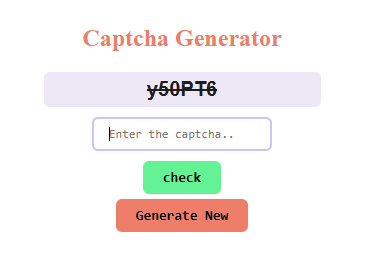 Captcha Generator
y50PT6
Enter the captcha..
check
Generate New